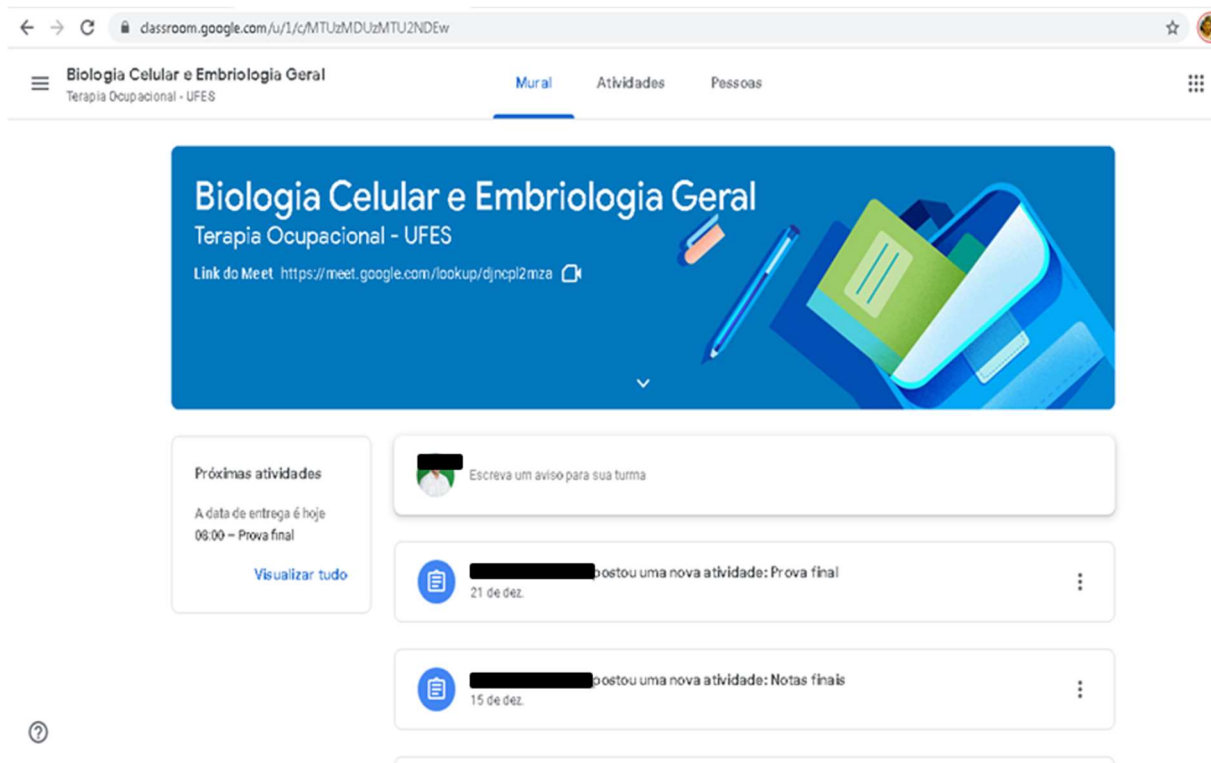 classroom.google.com/u/1/c/MTUzMDUzMTU2NDEw
Biologia Celular e Embriologia Geral
Terapia Ocupacional - UFES
Mural
Atividades
Pessoas
Biologia Celular e Embriologia Geral
Terapia Ocupacional - UFES
Link do Meet https://meet.google.com/lookup/djncpl2mza
Próximas atividades
A data de entrega é hoje
08:00 – Prova final
Visualizar tudo
Escreva um aviso para sua turma
postou uma nova atividade: Prova final
21 de dez.
postou uma nova atividade: Notas finais
15 de dez.